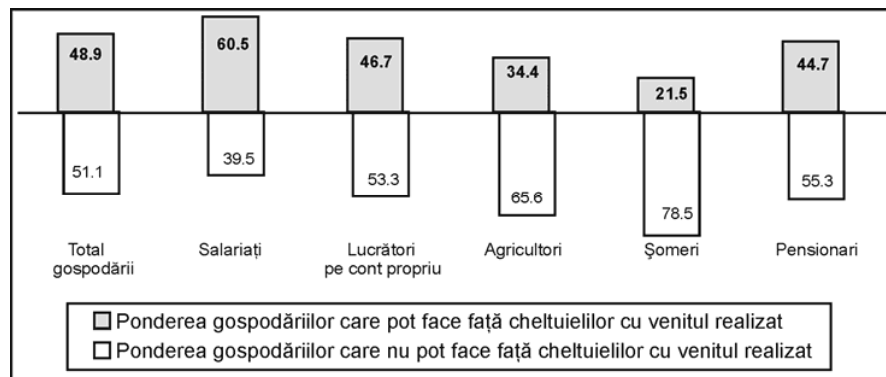 48.9 60.5 46.7 34.4 21.5 44.7
51.1 39.5 53.3 65.6 78.5 55.3
Total gospodării
Salariați
Lucrători pe cont propriu
Agricultori
Şomeri
Pensionari
Ponderea gospodăriilor care pot face față cheltuielilor cu venitul realizat
Ponderea gospodăriilor care nu pot face față cheltuielilor cu venitul realizat